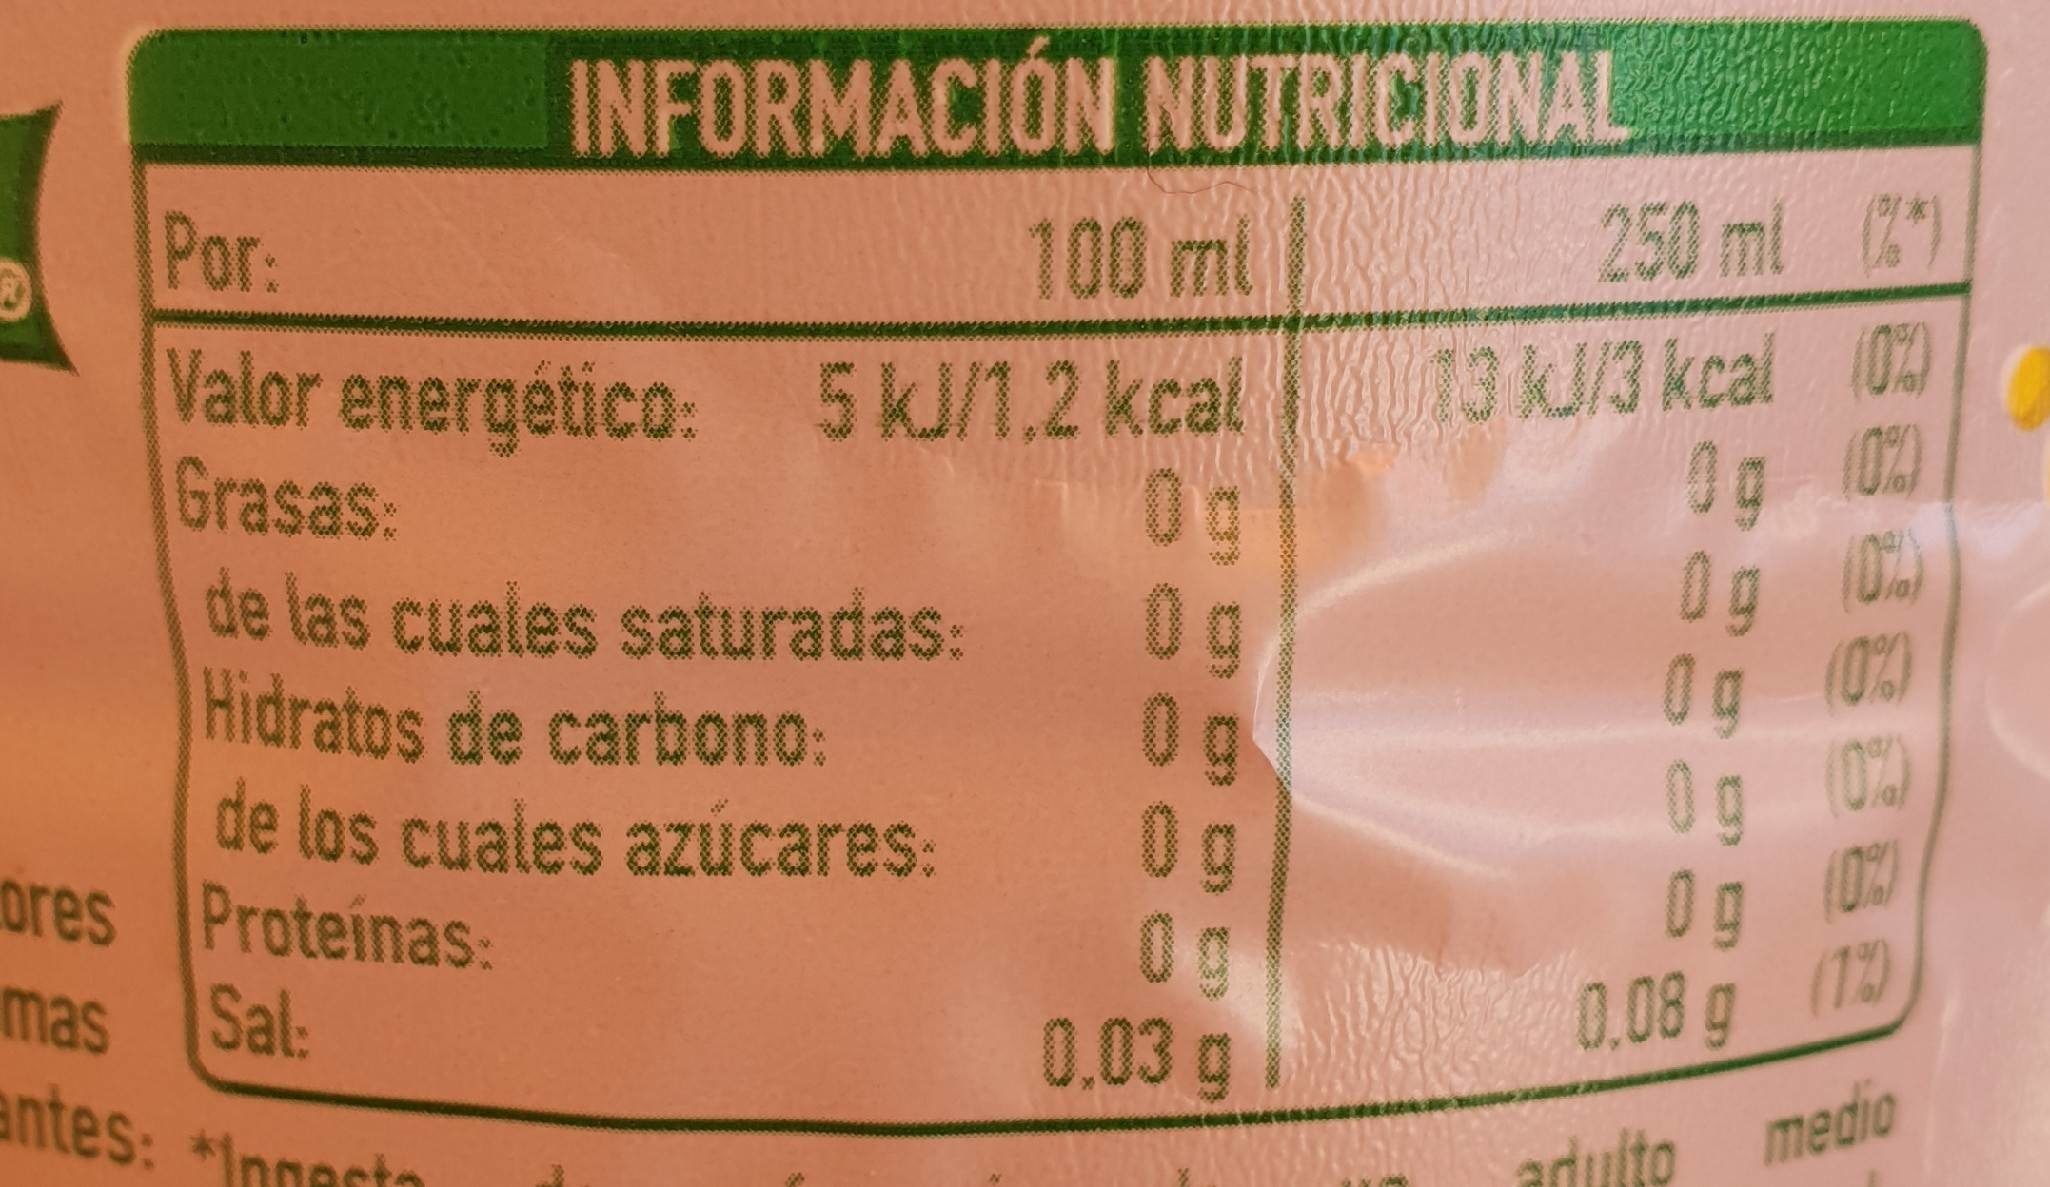 INFORMACIÓN NUTRICIONAL
Por: 100 ml 250 ml (%*)
Valor energético: 5 kJ/1,2 kcal 13 kJ/3 kcal (0%)
Grasas: 0 g 0 g (0%)
de las cuales saturadas: 0 g 0 g (0%)
Hidratos de carbono: 0 g 0 g (0%)
de los cuales azúcares: 0 g 0 g (0%)
Proteínas: 0 g 0 g (0%)
Sal: 0,03 g 0,08 g (1%)
ores
mas
antes: *Ingesta adulto medio
®